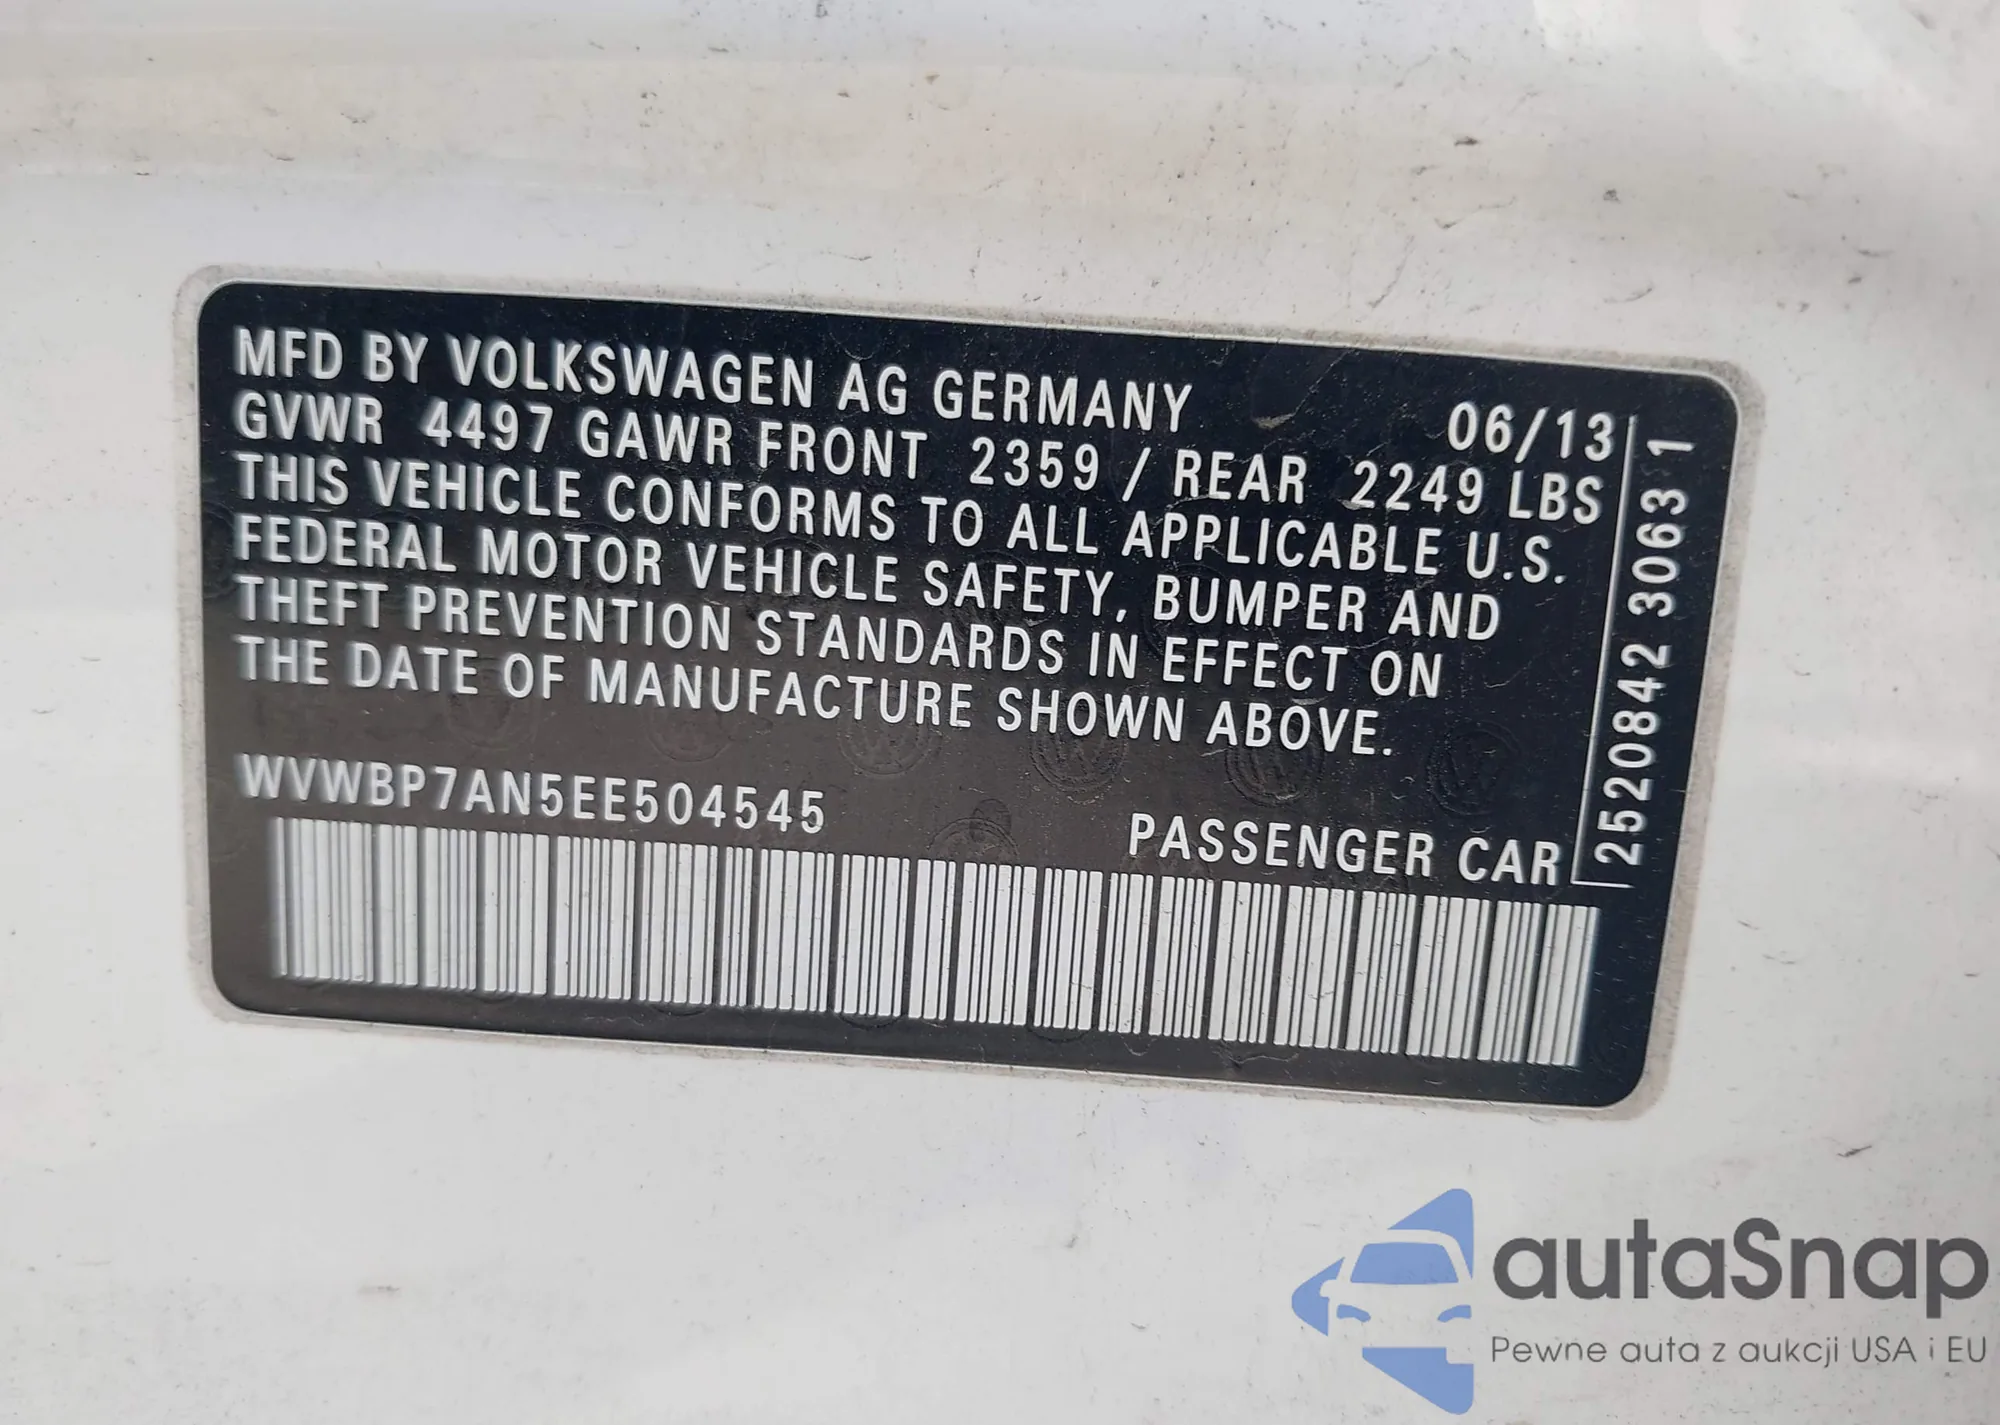 MFD BY VOLKSWAGEN AG GERMANY 06/13
GVWR 4497 GAWR FRONT 2359 / REAR 2249 LBS
THIS VEHICLE CONFORMS TO ALL APPLICABLE U.S.
FEDERAL MOTOR VEHICLE SAFETY, BUMPER AND
THEFT PREVENTION STANDARDS IN EFFECT ON
THE DATE OF MANUFACTURE SHOWN ABOVE.
WVWBP7AN5EE504545
PASSENGER CAR
2520842 3063 1
autaSnap
Pewne auta z aukcji USA i EU